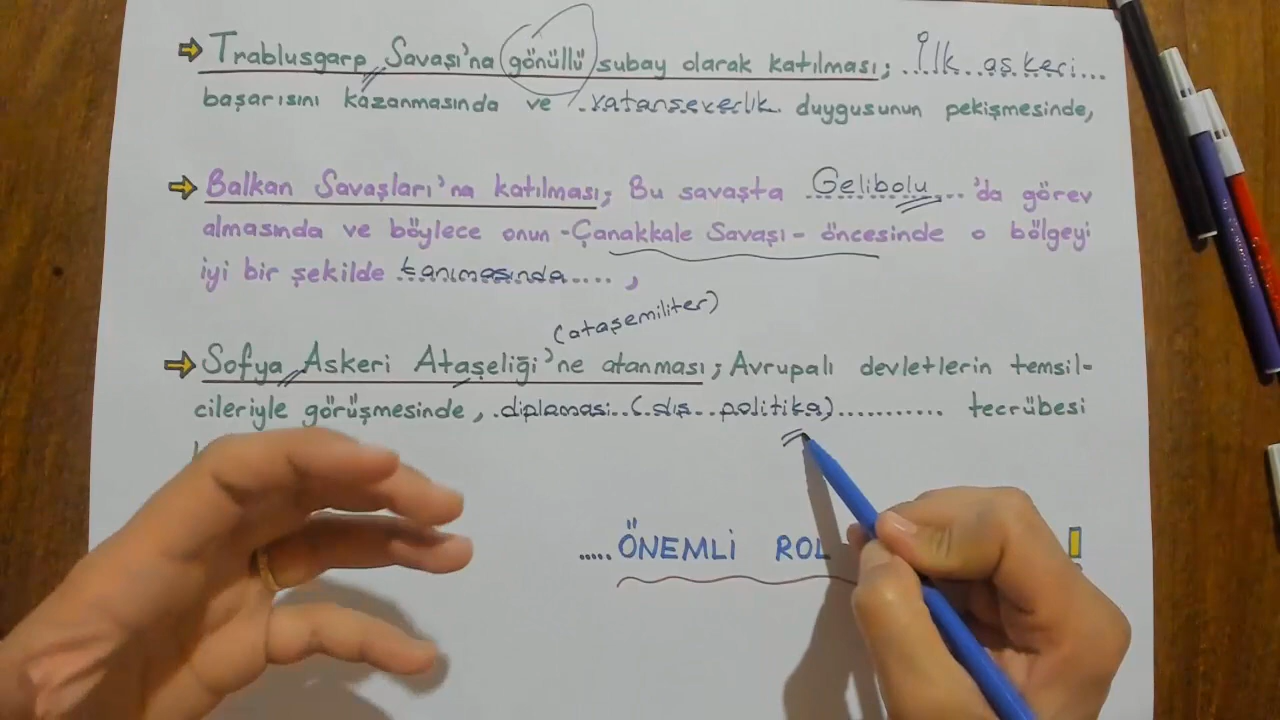 Trablusgarp Savaşı'na gönüllü subay olarak katılması; ...İlk...askeri...
başarısını kazanmasında ve ..vatanseverlik.. duygusunun pekişmesinde,
Balkan Savaşları'na katılması; Bu savaşta ...Gelibolu...'da görev
almasında ve böylece onun -Çanakkale Savaşı- öncesinde o bölgeyi
iyi bir şekilde tanımasında....,
(ataşemiliter)
Sofya Askeri Ataşeliği'ne atanması; Avrupalı devletlerin temsil-
cileriyle görüşmesinde, .diplamasi..(.dış..politika)........... tecrübesi
.....ÖNEMLİ ROL !